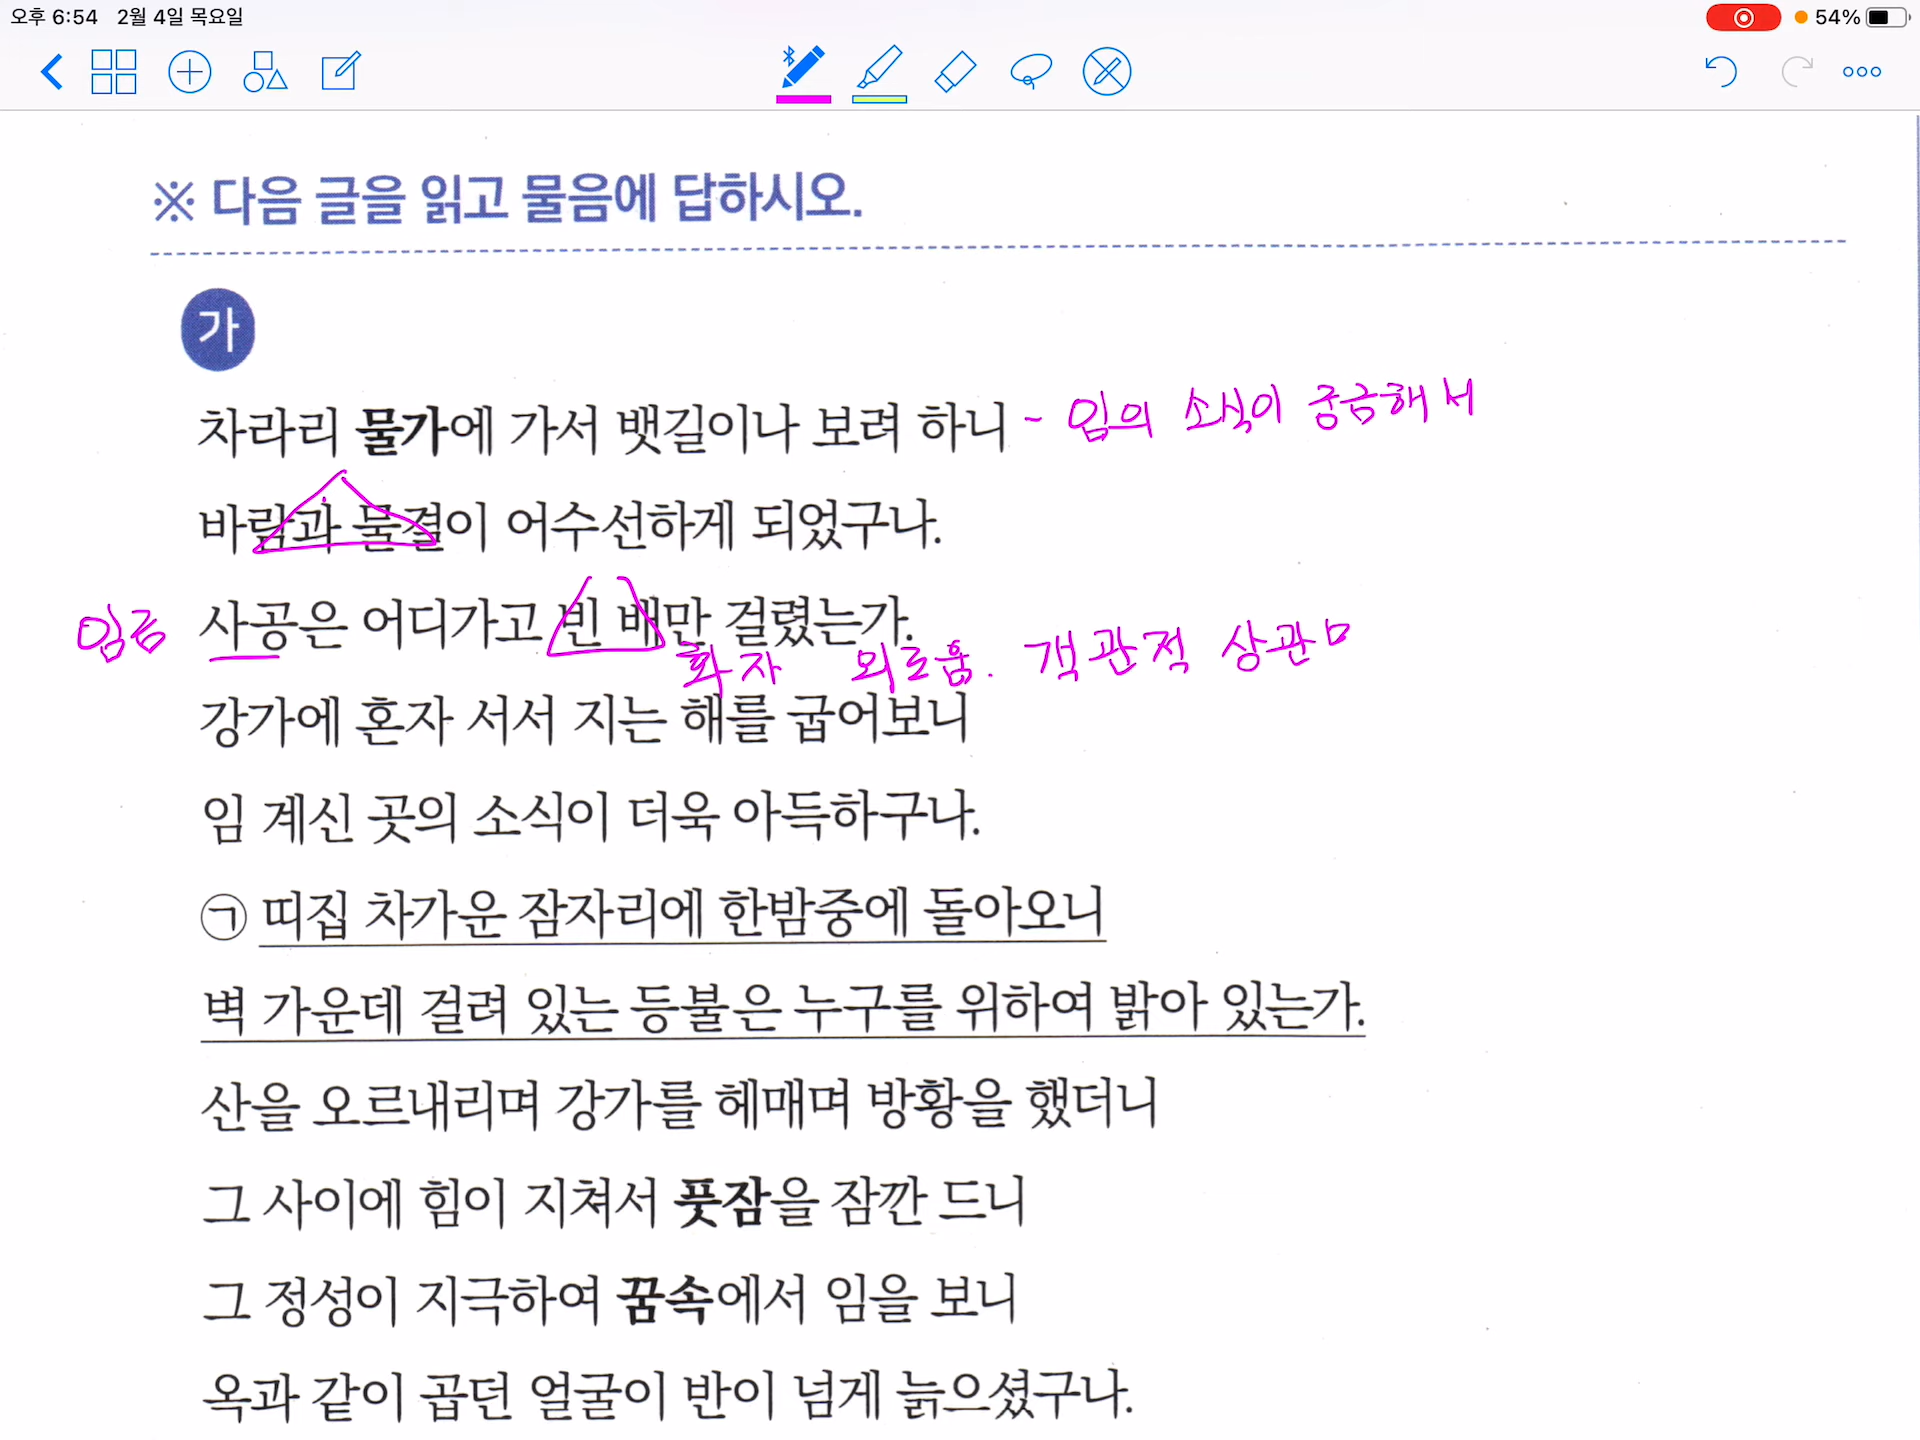 오후 6:54 2월 4일 목요일
54%
※ 다음 글을 읽고 물음에 답하시오.
가
차라리 물가에 가서 뱃길이나 보려 하니 - 임의 소식이 궁금해서
바람과 물결이 어수선하게 되었구나.
임금 사공은 어디가고 빈 배만 걸렸는가.
화자 외로움. 객관적 상관ㅁ
강가에 혼자 서서 지는 해를 굽어보니
임 계신 곳의 소식이 더욱 아득하구나.
㉠ 띠집 차가운 잠자리에 한밤중에 돌아오니
벽 가운데 걸려 있는 등불은 누구를 위하여 밝아 있는가.
산을 오르내리며 강가를 헤매며 방황을 했더니
그 사이에 힘이 지쳐서 풋잠을 잠깐 드니
그 정성이 지극하여 꿈속에서 임을 보니
옥과 같이 곱던 얼굴이 반이 넘게 늙으셨구나.